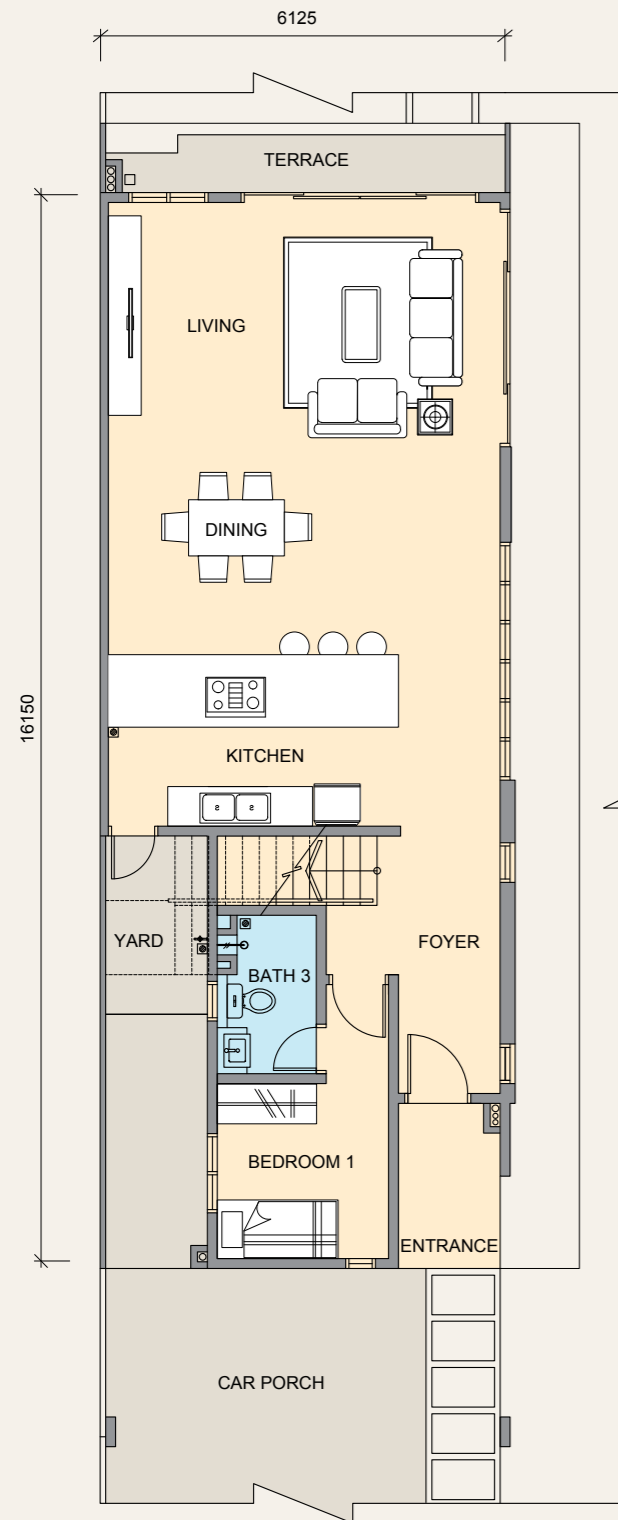 6125
TERRACE
LIVING
DINING
16150
KITCHEN
YARD
FOYER
BATH 3
BEDROOM 1
ENTRANCE
CAR PORCH